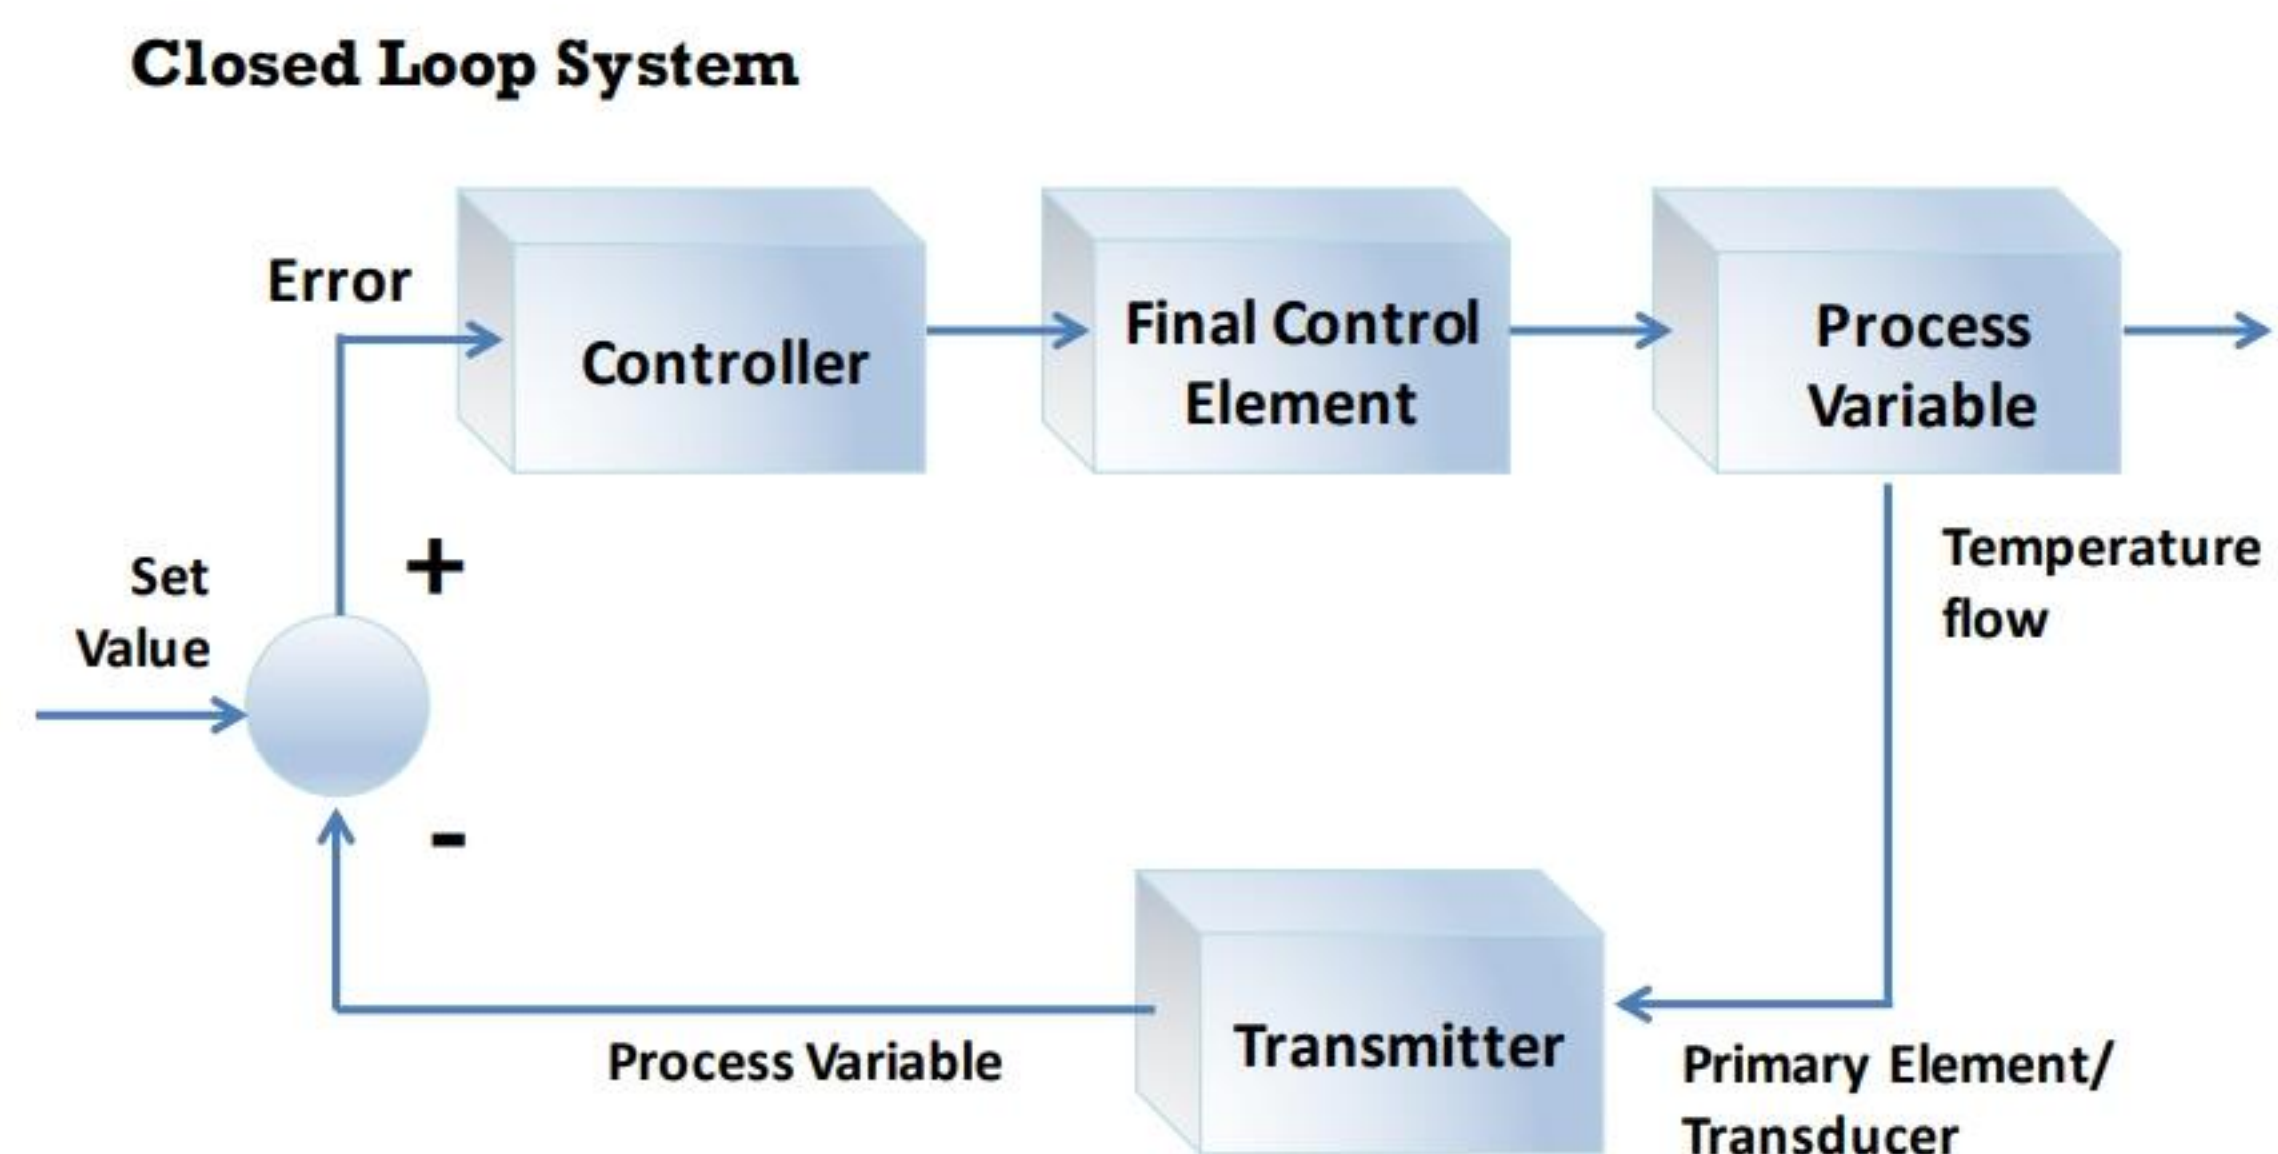 Closed Loop System
Error
Controller
Final Control
Element
Process
Variable
Set
Value
+
-
Temperature
flow
Process Variable
Transmitter
Primary Element/
Transducer